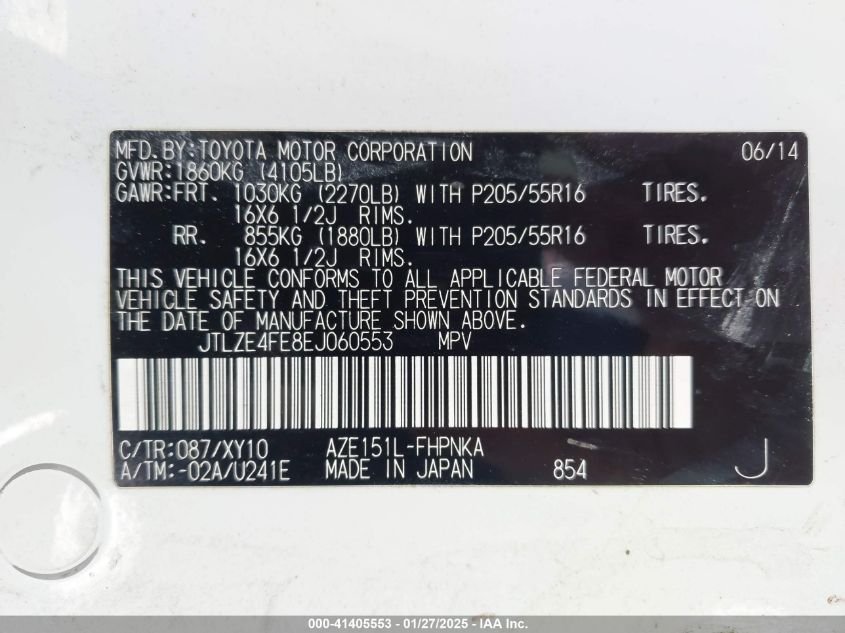 MFD.BY:TOYOTA MOTOR CORPORATION 06/14
GVWR:1860KG (4105LB)
GAWR:FRT. 1030KG (2270LB) WITH P205/55R16 TIRES.
16X6 1/2J RIMS.
RR. 855KG (1880LB) WITH P205/55R16 TIRES.
16X6 1/2J RIMS.
THIS VEHICLE CONFORMS TO ALL APPLICABLE FEDERAL MOTOR
VEHICLE SAFETY AND THEFT PREVENTION STANDARDS IN EFFECT ON
THE DATE OF MANUFACTURE SHOWN ABOVE.
JTLZE4FE8EJ060553 MPV
C/TR:087/XY10 AZE151L-FHPNKA
A/TM:-02A/U241E MADE IN JAPAN 854 J
000-41405553 - 01/27/2025 - IAA Inc.